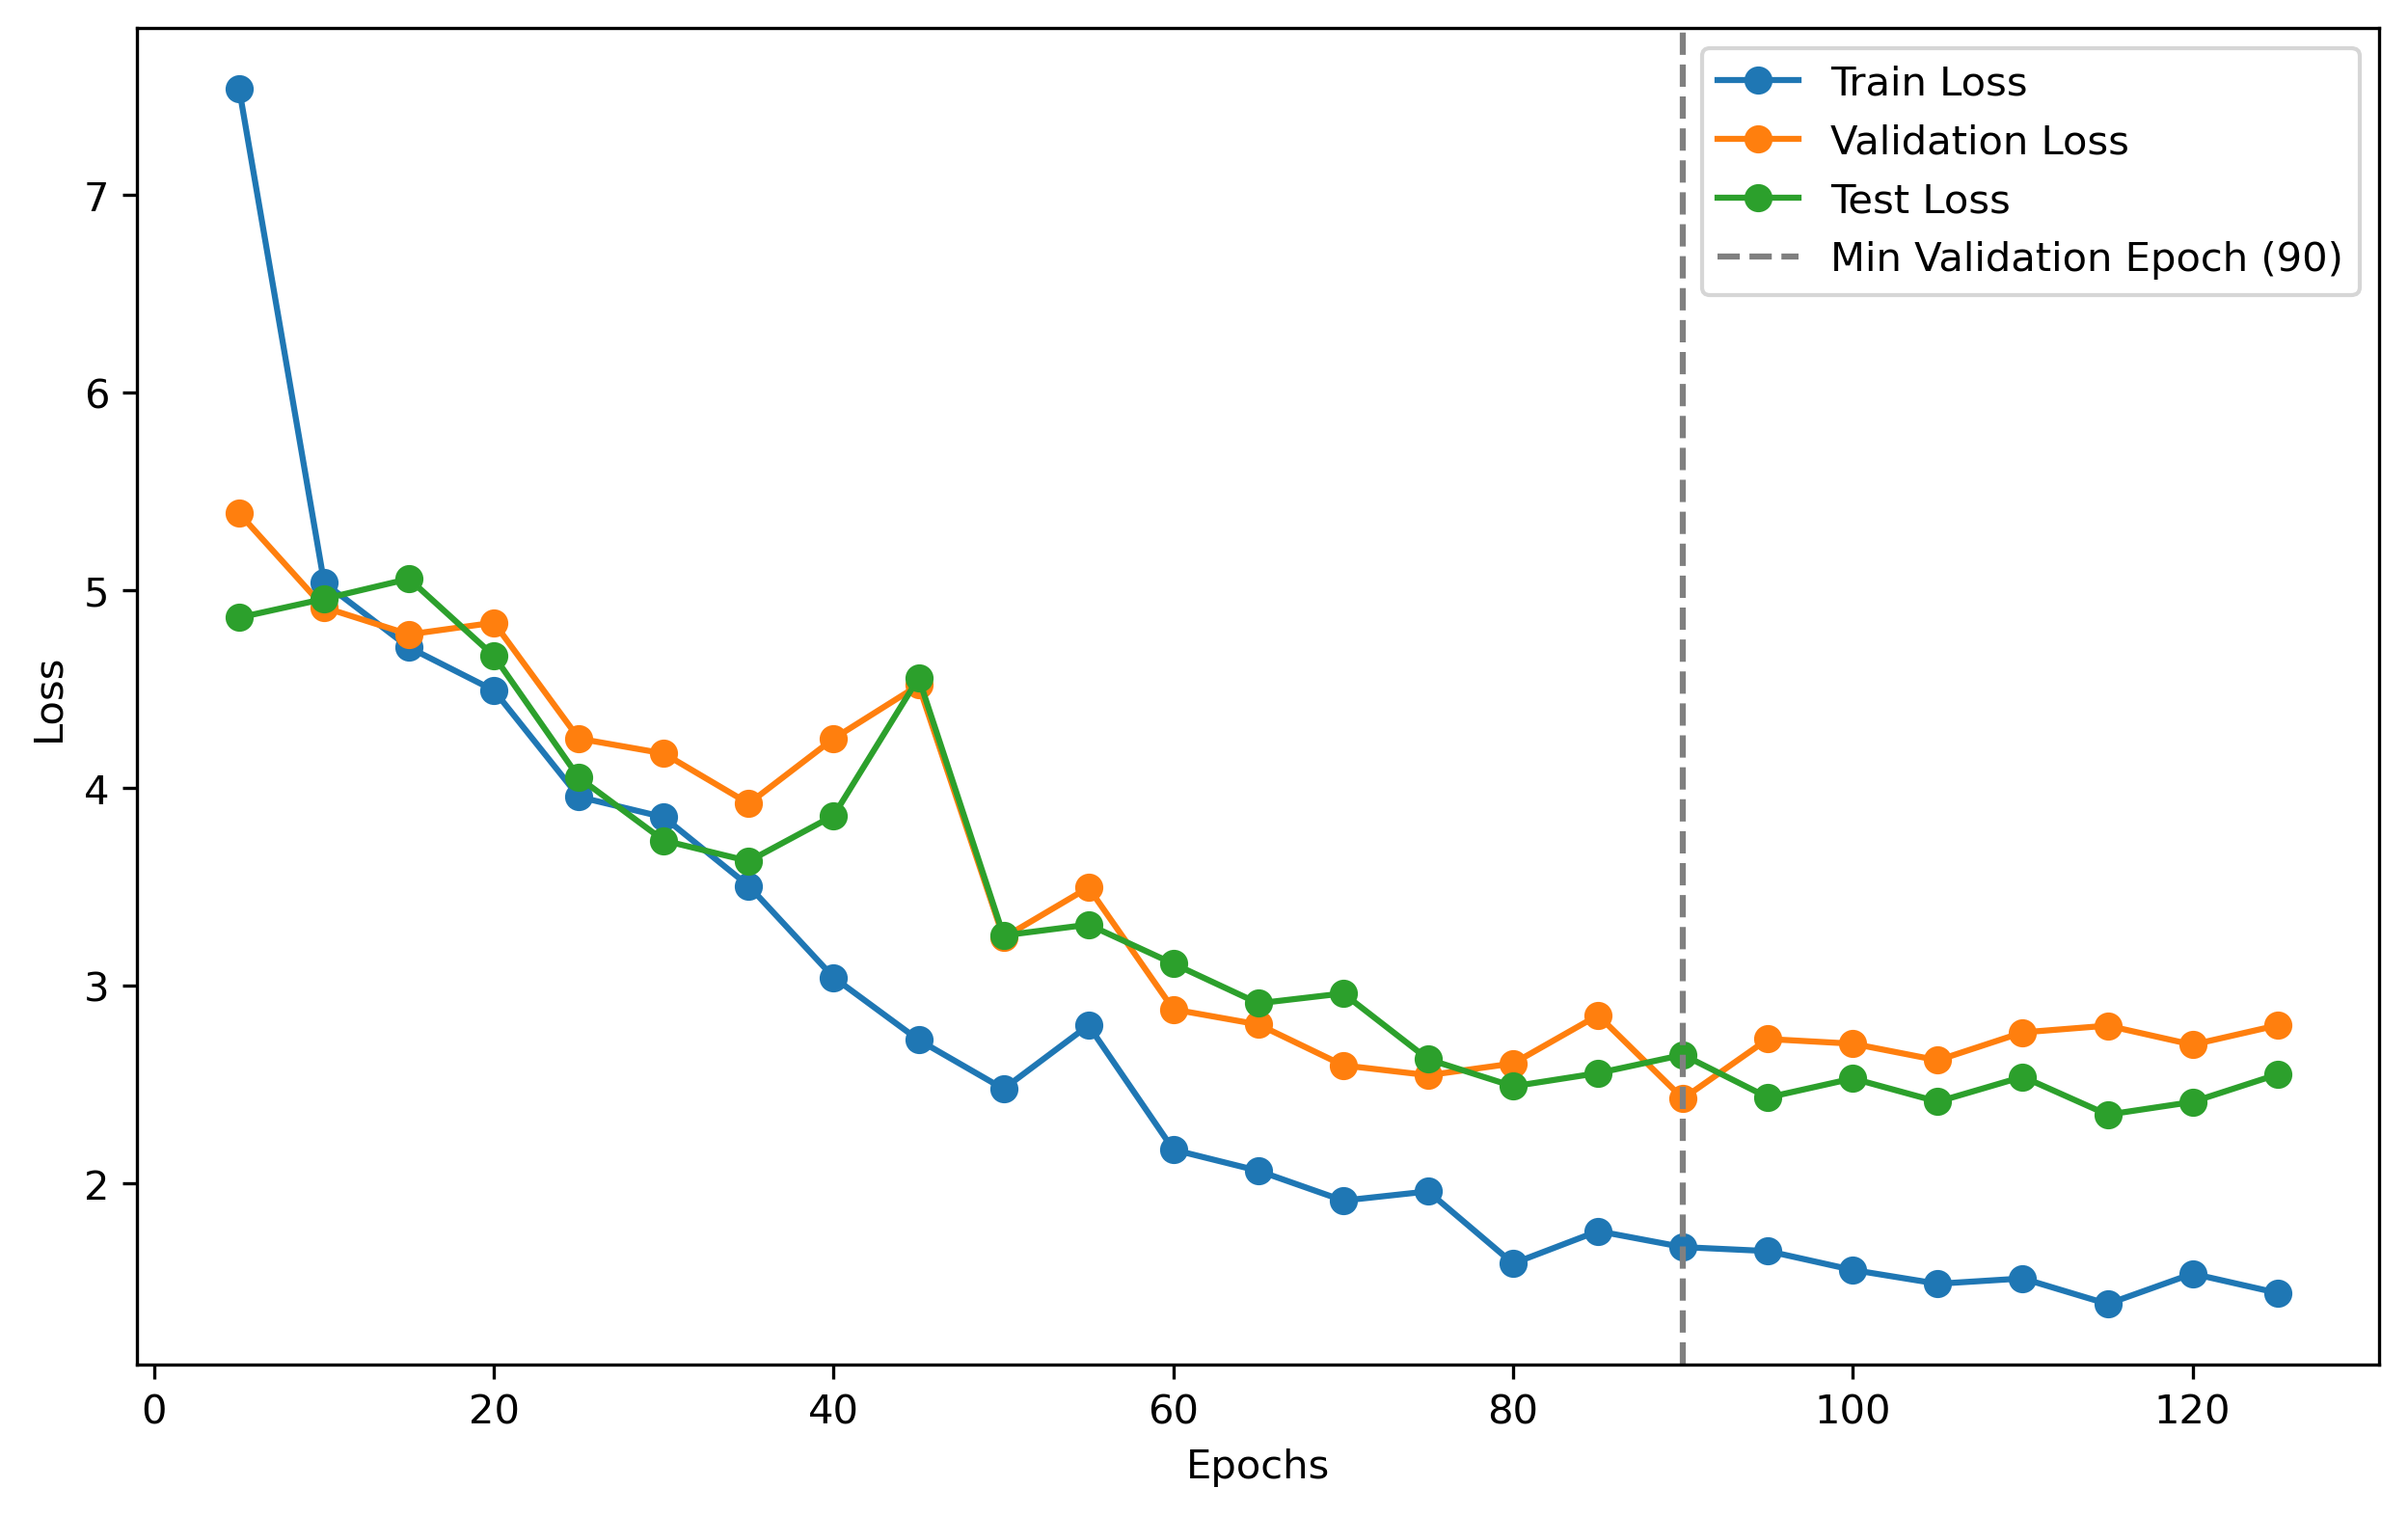 Train Loss
Validation Loss
Test Loss
Min Validation Epoch (90)
7
6
5
4
3
2
Loss
0 20 40 60 80 100 120
Epochs